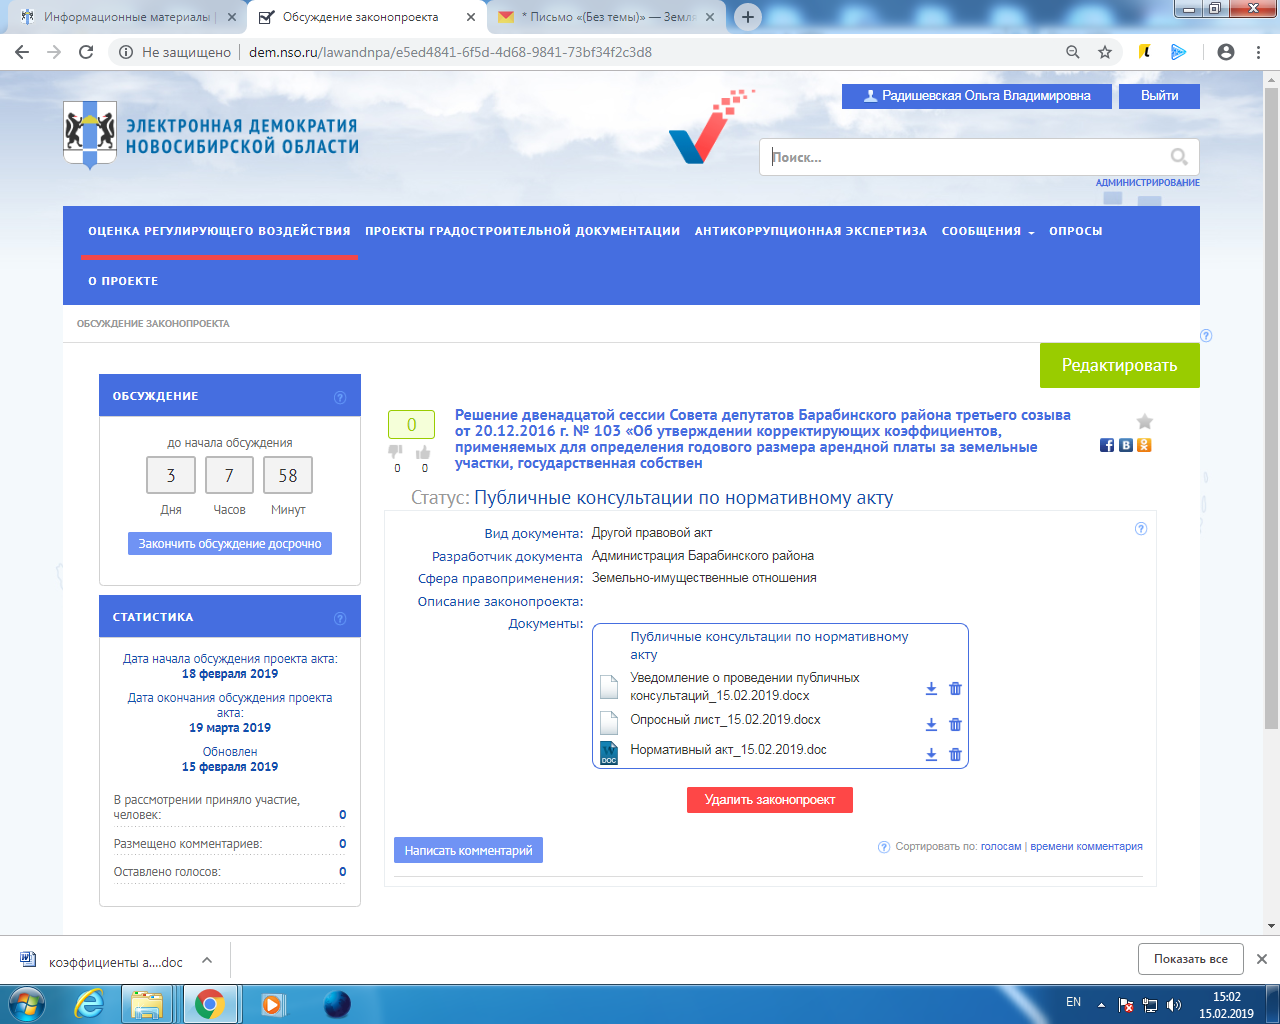 Информационные материалы
Обсуждение законопроекта
* Письмо «(Без темы)» — Земля
Не защищено
dem.nso.ru/lawandnpa/e5ed4841-6f5d-4d68-9841-73bf34f2c3d8
ЭЛЕКТРОННАЯ ДЕМОКРАТИЯ
НОВОСИБИРСКОЙ ОБЛАСТИ
Радишевская Ольга Владимировна
Выйти
Поиск...
АДМИНИСТРИРОВАНИЕ
ОЦЕНКА РЕГУЛИРУЮЩЕГО ВОЗДЕЙСТВИЯ ПРОЕКТЫ ГРАДОСТРОИТЕЛЬНОЙ ДОКУМЕНТАЦИИ АНТИКОРРУПЦИОННАЯ ЭКСПЕРТИЗА СООБЩЕНИЯ ОПРОСЫ
О ПРОЕКТЕ
ОБСУЖДЕНИЕ ЗАКОНОПРОЕКТА
?
Редактировать
ОБСУЖДЕНИЕ ?
до начала обсуждения
3 7 58
Дня Часов Минут
Закончить обсуждение досрочно
СТАТИСТИКА ?
Дата начала обсуждения проекта акта:
18 февраля 2019
Дата окончания обсуждения проекта
акта:
19 марта 2019
Обновлен
15 февраля 2019
В рассмотрении приняло участие,
человек: 0
Размещено комментариев: 0
Оставлено голосов: 0
0
0 0
Решение двенадцатой сессии Совета депутатов Барабинского района третьего созыва
от 20.12.2016 г. № 103 «Об утверждении корректирующих коэффициентов,
применяемых для определения годового размера арендной платы за земельные
участки, государственная собствен
Статус: Публичные консультации по нормативному акту
?
Вид документа: Другой правовой акт
Разработчик документа Администрация Барабинского района
Сфера правоприменения: Земельно-имущественные отношения
Описание законопроекта:
Документы:
Публичные консультации по нормативному
акту
Уведомление о проведении публичных
консультаций_15.02.2019.docx
Опросный лист_15.02.2019.docx
W DOC
Нормативный акт_15.02.2019.doc
Удалить законопроект
Написать комментарий
? Сортировать по: голосам | времени комментария
коэффициенты а....doc
Показать все
EN
15:02
15.02.2019